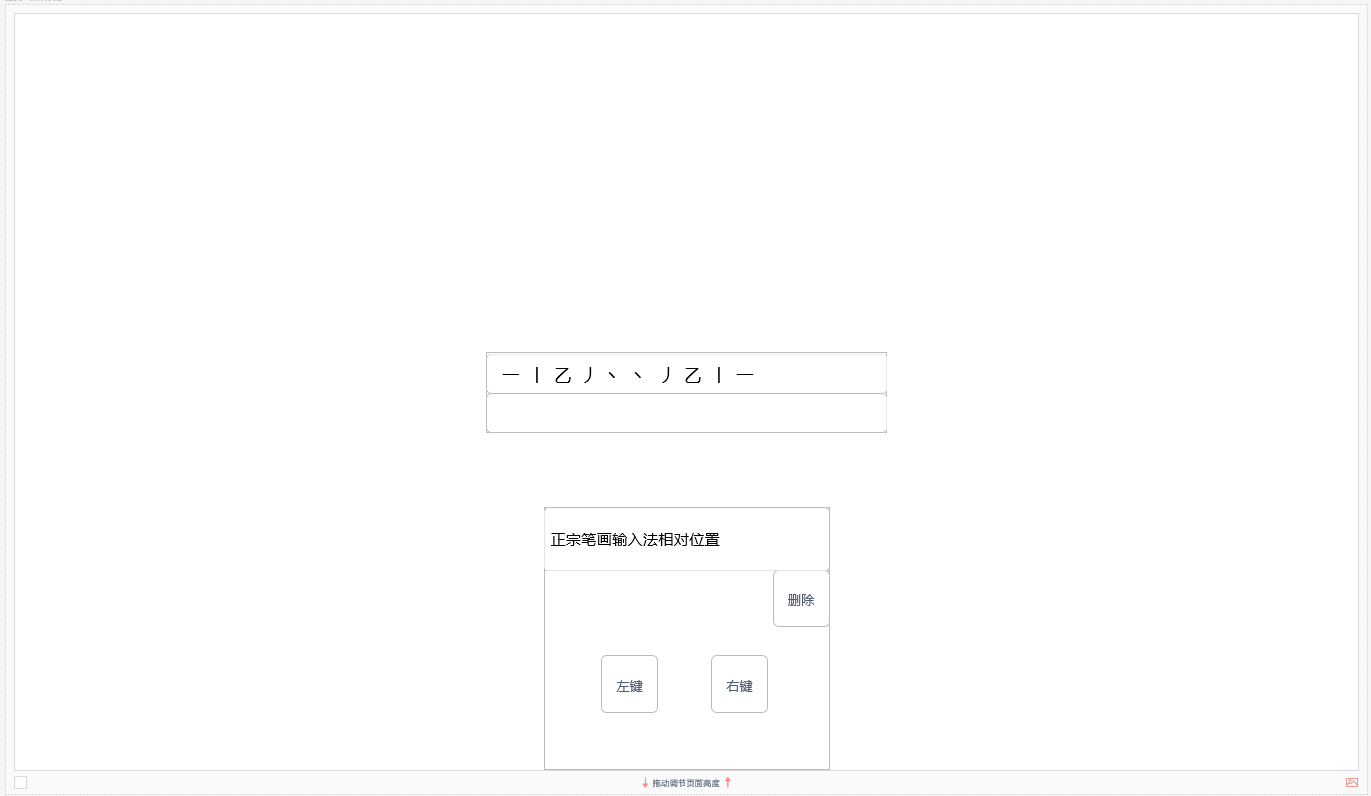 一丨乙丿丶丶丿乙丨一
正宗笔画输入法相对位置
删除
左键 右键
拖动调节页面高度